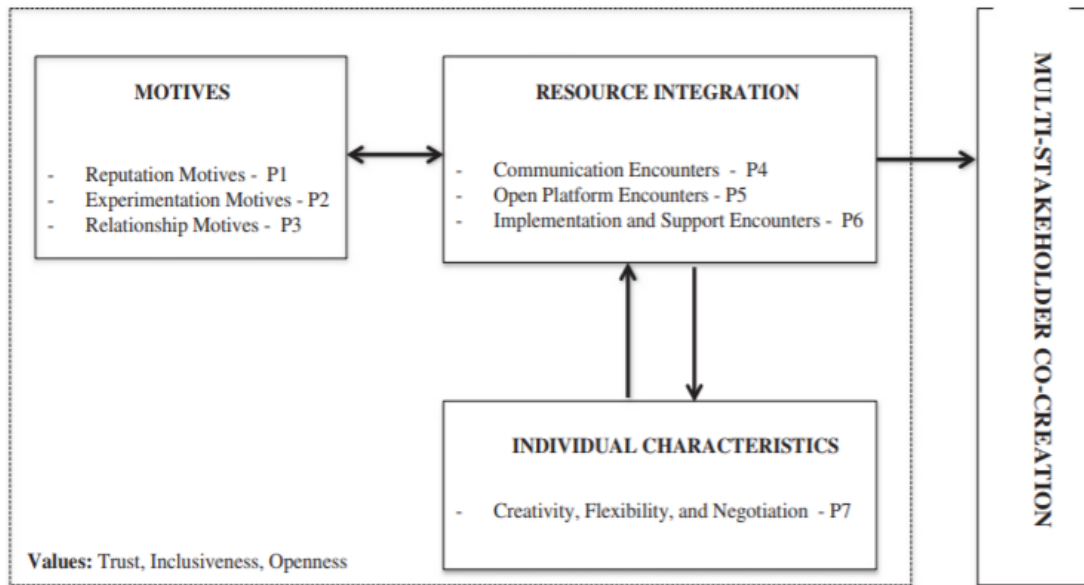 MOTIVES
- Reputation Motives - P1
- Experimentation Motives - P2
- Relationship Motives - P3
RESOURCE INTEGRATION
- Communication Encounters - P4
- Open Platform Encounters - P5
- Implementation and Support Encounters - P6
INDIVIDUAL CHARACTERISTICS
- Creativity, Flexibility, and Negotiation - P7
Values: Trust, Inclusiveness, Openness
MULTI-STAKEHOLDER CO-CREATION